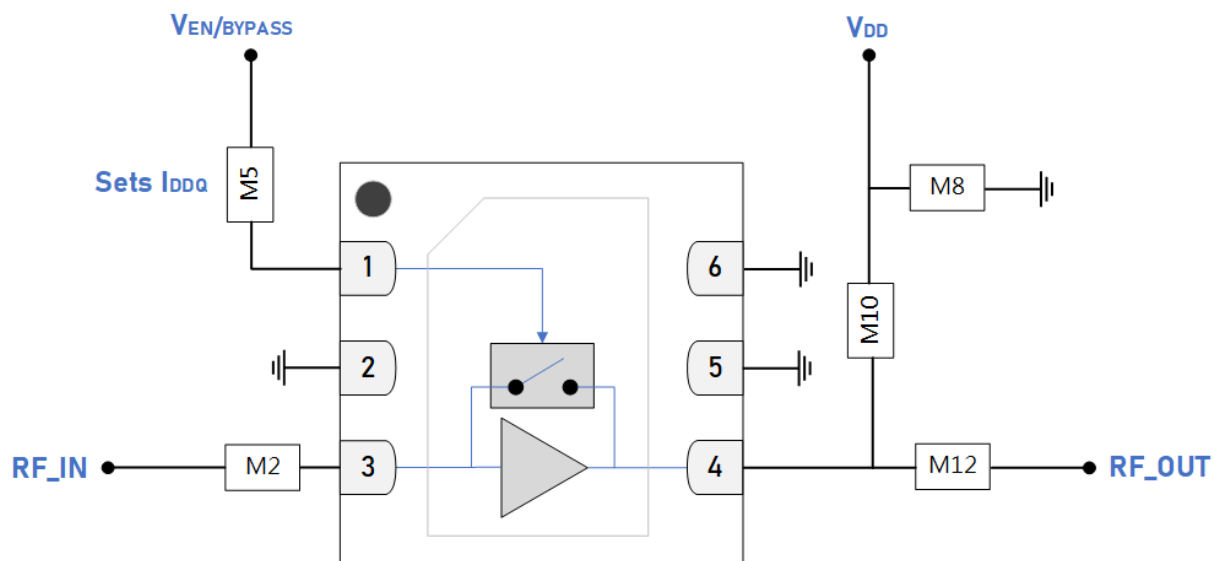 VEN/BYPASS
VDD
Sets IDDQ
M5
M8
1
6
M10
2
5
RF_IN
M2
3
4
M12
RF_OUT